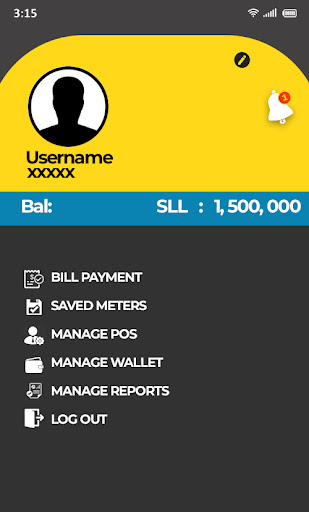 3:15
1
Username
xxxxx
Bal: SLL : 1, 500, 000
BILL PAYMENT
SAVED METERS
MANAGE POS
MANAGE WALLET
MANAGE REPORTS
LOG OUT